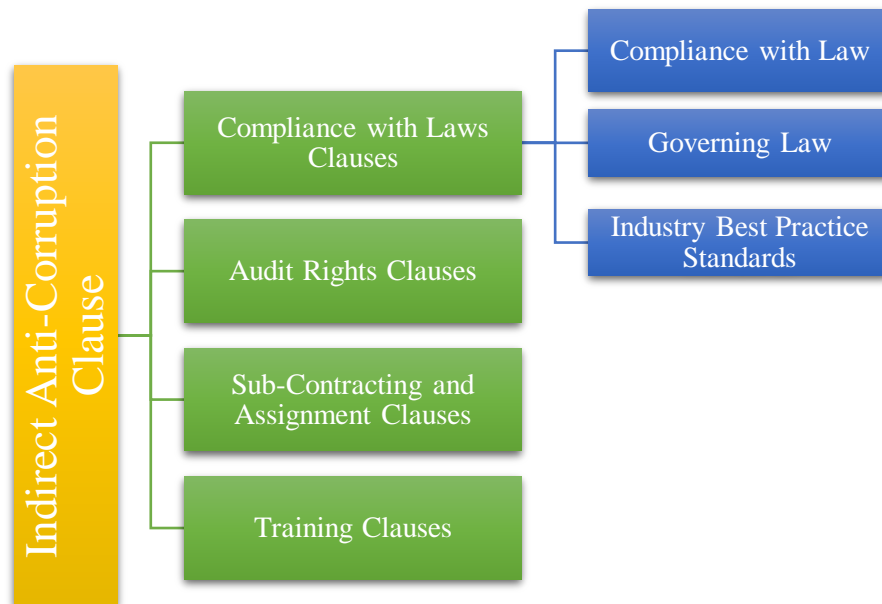 Indirect Anti-Corruption
Clause
Compliance with Laws
Clauses
Audit Rights Clauses
Sub-Contracting and
Assignment Clauses
Training Clauses
Compliance with Law
Governing Law
Industry Best Practice
Standards